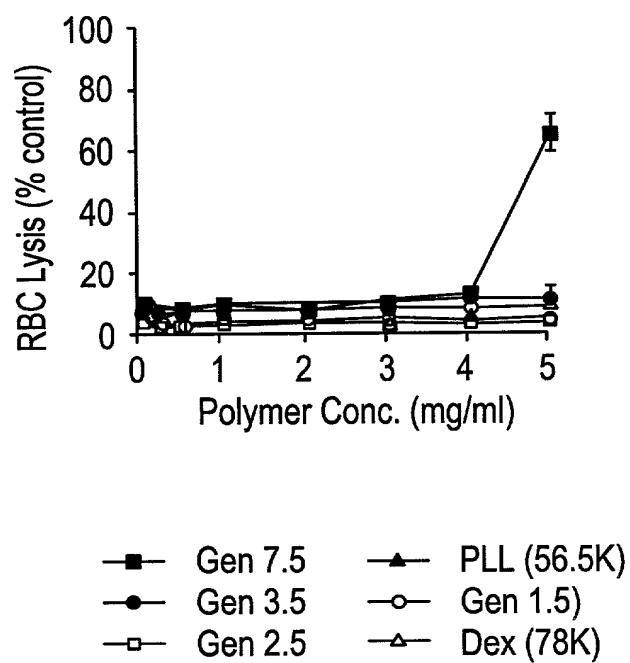 100
80
60
40
20
0
RBC Lysis (% control)
0 1 2 3 4 5
Polymer Conc. (mg/ml)
Gen 7.5 PLL (56.5K)
Gen 3.5 Gen 1.5)
Gen 2.5 Dex (78K)